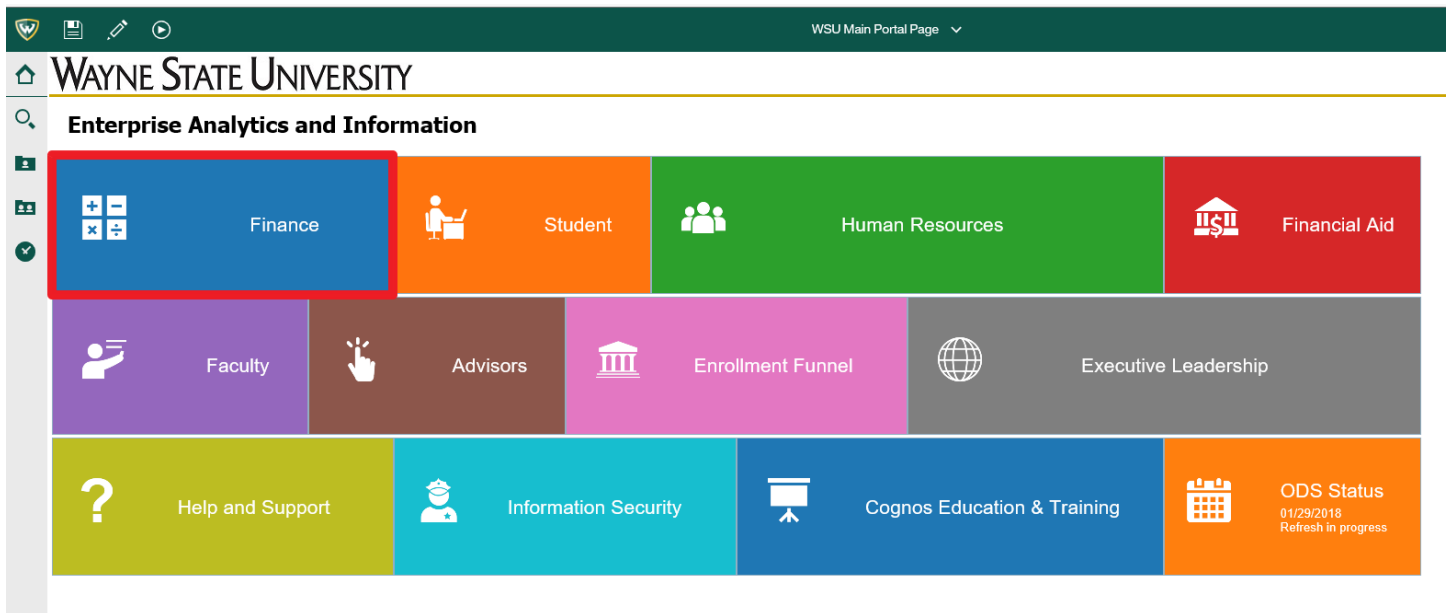 WSU Main Portal Page
WAYNE STATE UNIVERSITY
Enterprise Analytics and Information
Finance
Student
Human Resources
Financial Aid
Faculty
Advisors
Enrollment Funnel
Executive Leadership
Help and Support
Information Security
Cognos Education & Training
ODS Status
01/29/2018
Refresh in progress